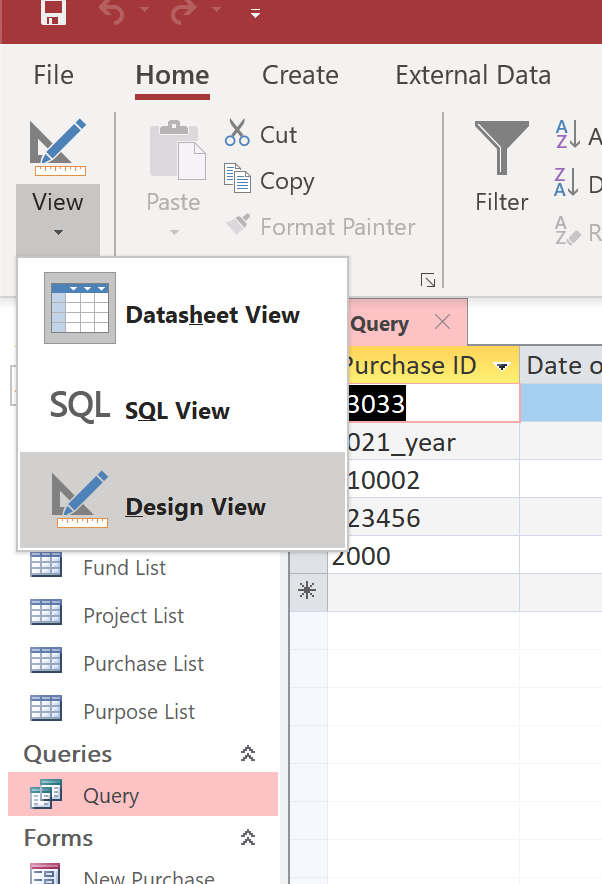 File Home Create External Data
View Paste Cut Filter A
Copy D
Format Painter R
Datasheet View
SQL SQL View
Design View
Query
Purchase ID Date o
3033
021_year
10002
23456
2000
Fund List
Project List
Purchase List
Purpose List
Queries
Query
Forms
New Purchase